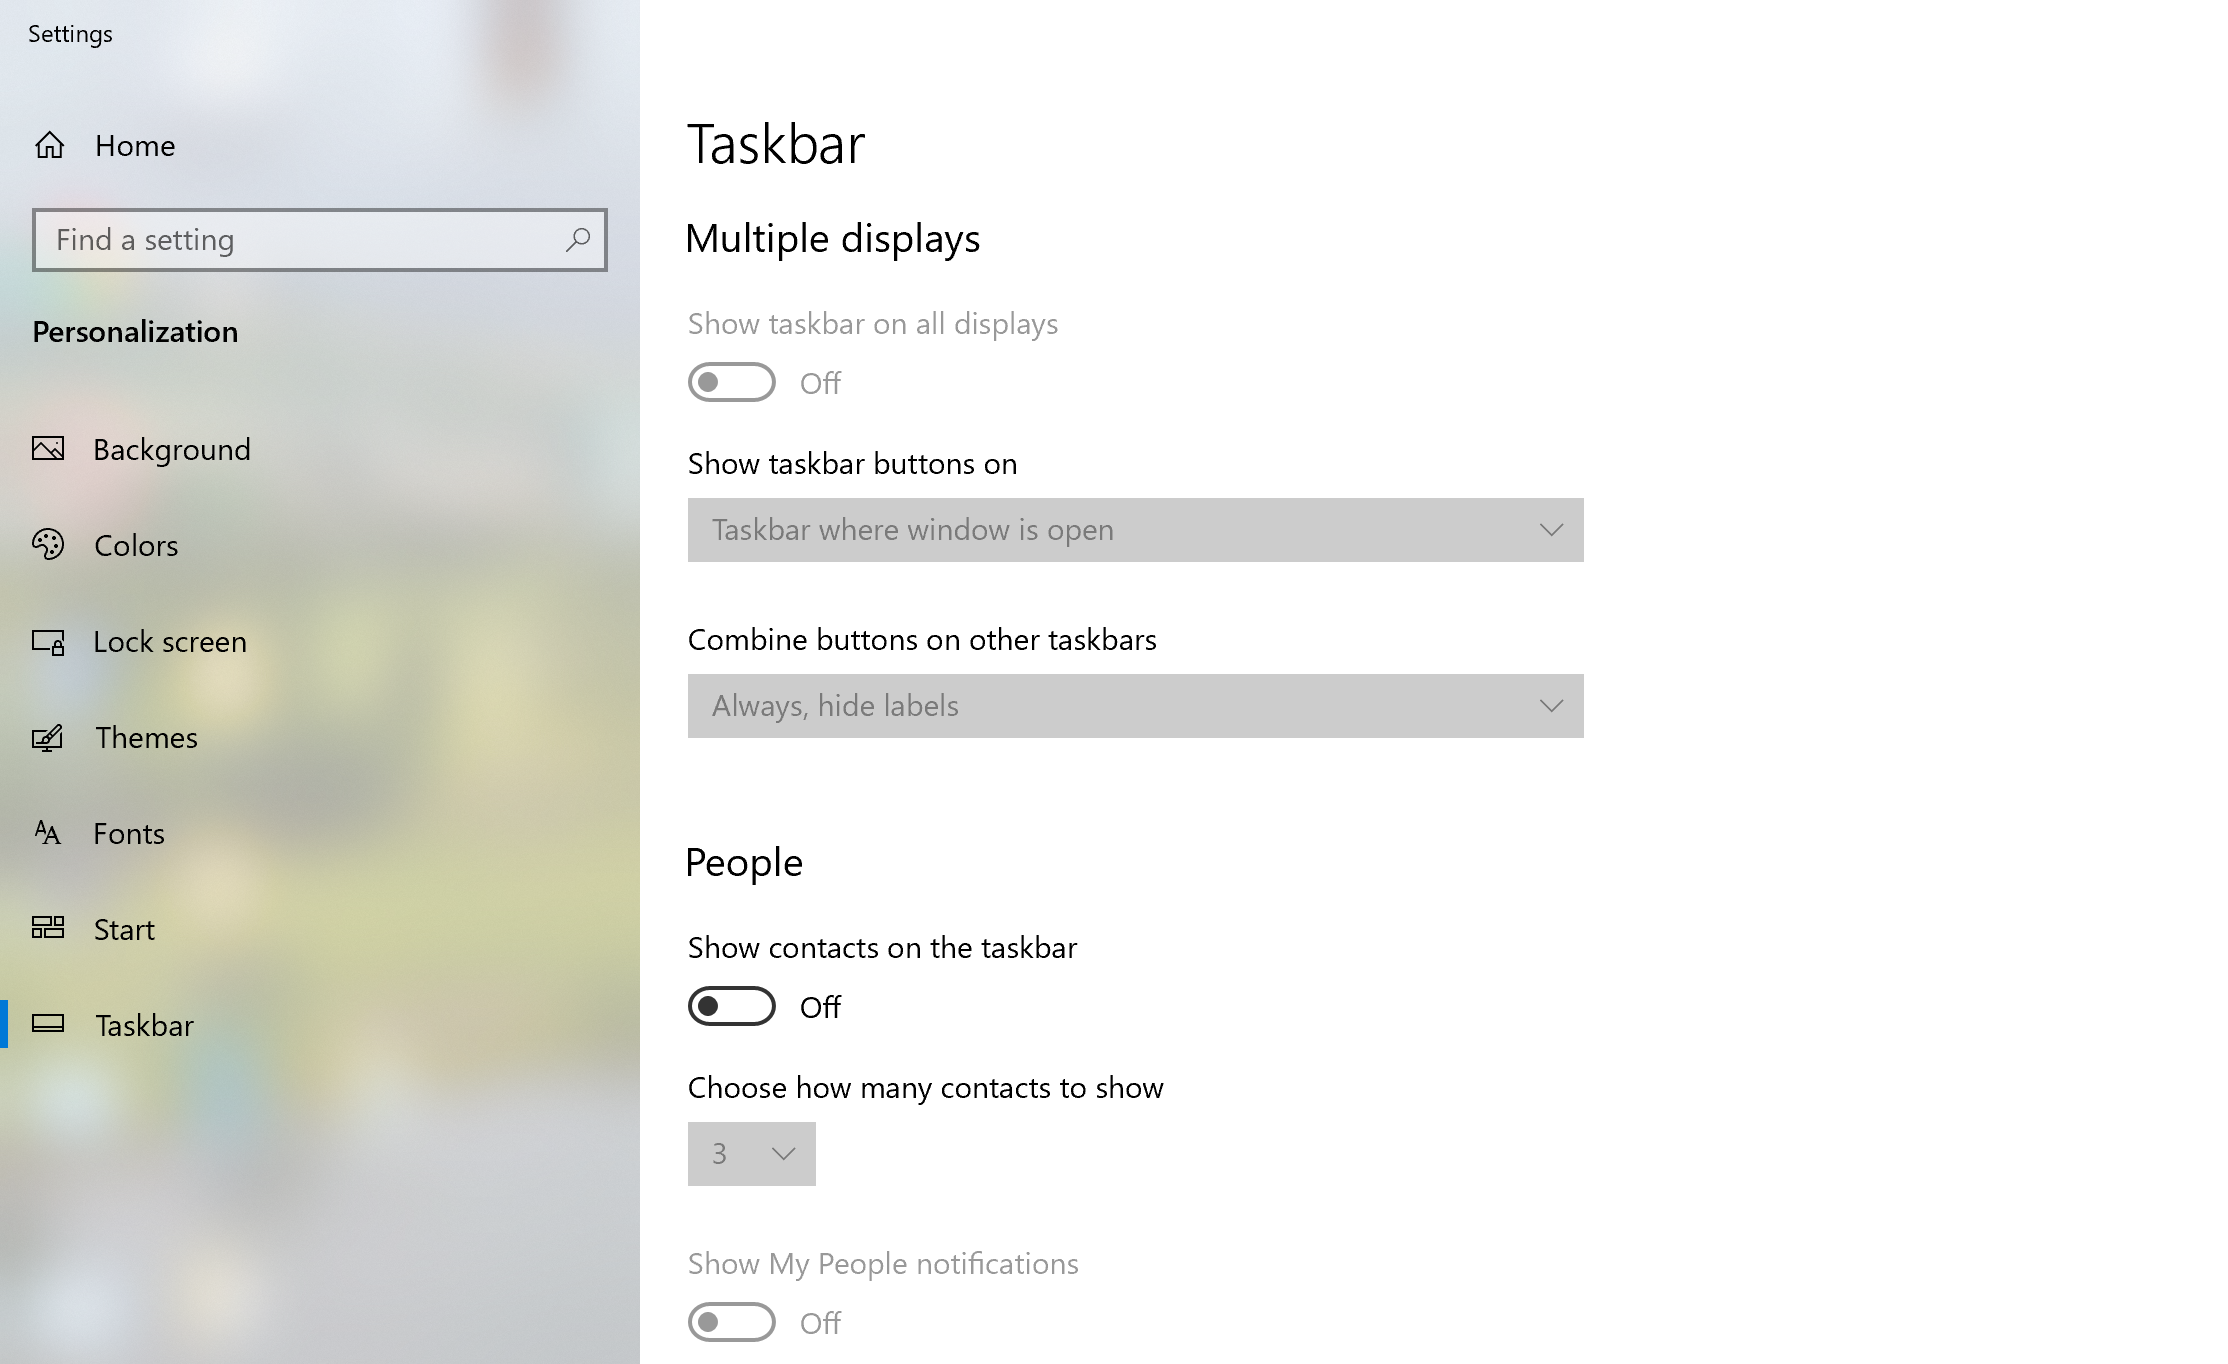 Settings
Home
Find a setting
Personalization
Background
Colors
Lock screen
Themes
Fonts
Start
Taskbar
Taskbar
Multiple displays
Show taskbar on all displays
Off
Show taskbar buttons on
Taskbar where window is open
Combine buttons on other taskbars
Always, hide labels
People
Show contacts on the taskbar
Off
Choose how many contacts to show
3
Show My People notifications
Off